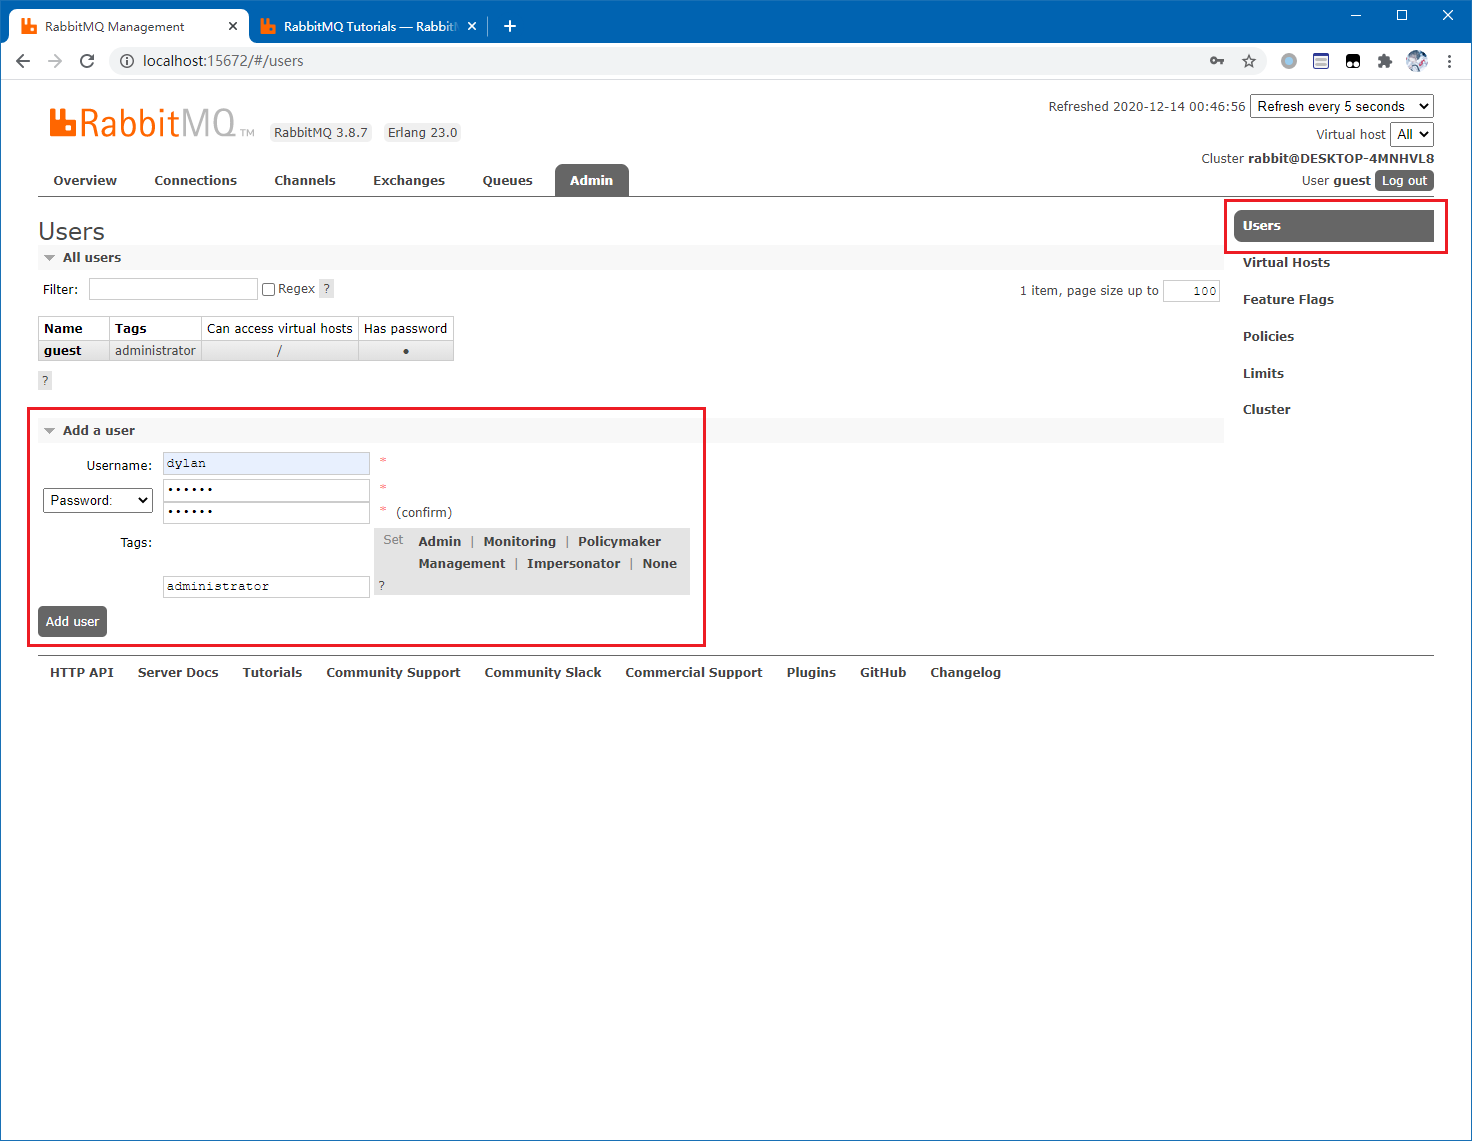 RabbitMQ Management
RabbitMQ Tutorials — Rabbit
localhost:15672/#/users
RabbitMQ TM
RabbitMQ 3.8.7 Erlang 23.0
Refreshed 2020-12-14 00:46:56 Refresh every 5 seconds
Virtual host All
Cluster rabbit@DESKTOP-4MNHVL8
User guest Log out
Overview Connections Channels Exchanges Queues Admin
Users
Virtual Hosts
Feature Flags
Policies
Limits
Cluster
Users
All users
Filter: Regex ?
1 item, page size up to 100
Name Tags Can access virtual hosts Has password
guest administrator / ●
?
Add a user
Username: dylan *
Password: •••••• *
•••••• * (confirm)
Tags:
Set Admin | Monitoring | Policymaker
Management | Impersonator | None
administrator ?
Add user
HTTP API Server Docs Tutorials Community Support Community Slack Commercial Support Plugins GitHub Changelog